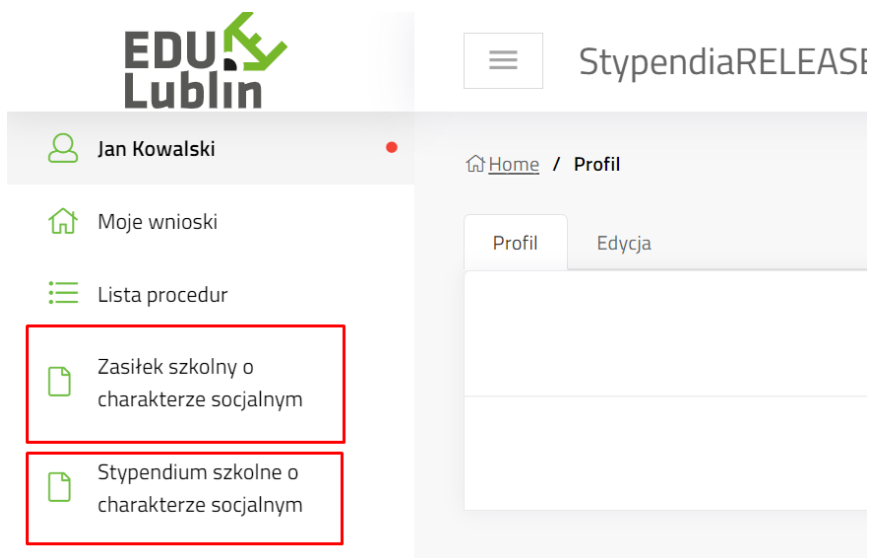 EDU
Lublin
StypendiaRELEASE
Jan Kowalski
Home / Profil
Moje wnioski
Profil
Edycja
Lista procedur
Zasiłek szkolny o
charakterze socjalnym
Stypendium szkolne o
charakterze socjalnym